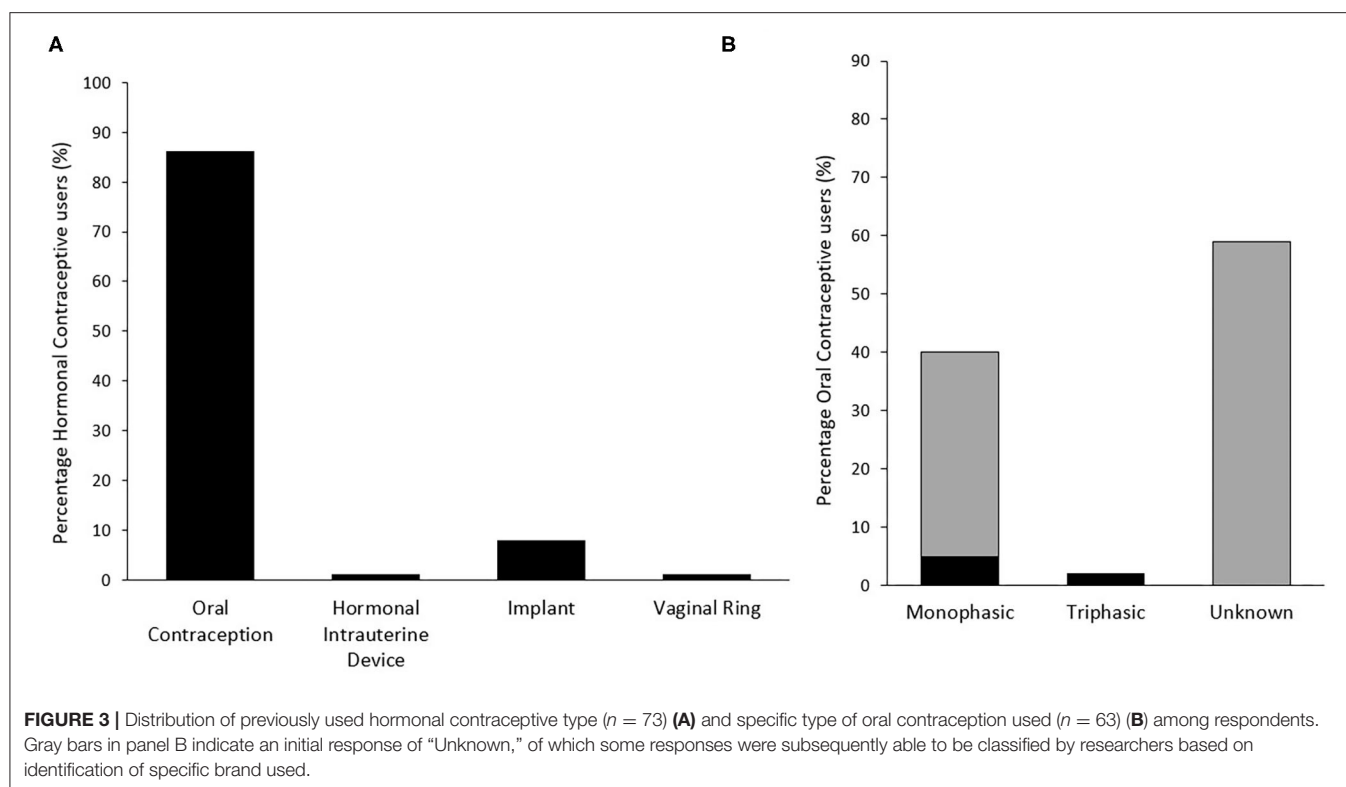 A
Percentage Hormonal Contraceptive users (%)
100
90
80
70
60
50
40
30
20
10
0
Oral
Contraception
Hormonal
Intrauterine
Device
Implant
Vaginal Ring
B
Percentage Oral Contraceptive users (%)
90
80
70
60
50
40
30
20
10
0
Monophasic
Triphasic
Unknown
FIGURE 3 | Distribution of previously used hormonal contraceptive type (n = 73) (A) and specific type of oral contraception used (n = 63) (B) among respondents.
Gray bars in panel B indicate an initial response of “Unknown,” of which some responses were subsequently able to be classified by researchers based on
identification of specific brand used.